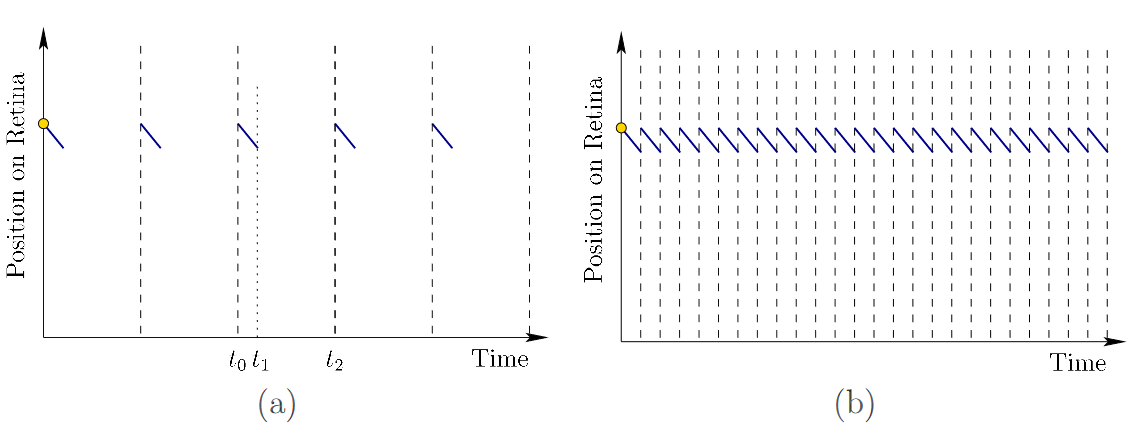 Position on Retina
t₀ t₁ t₂ Time
(a)
Position on Retina
Time
(b)